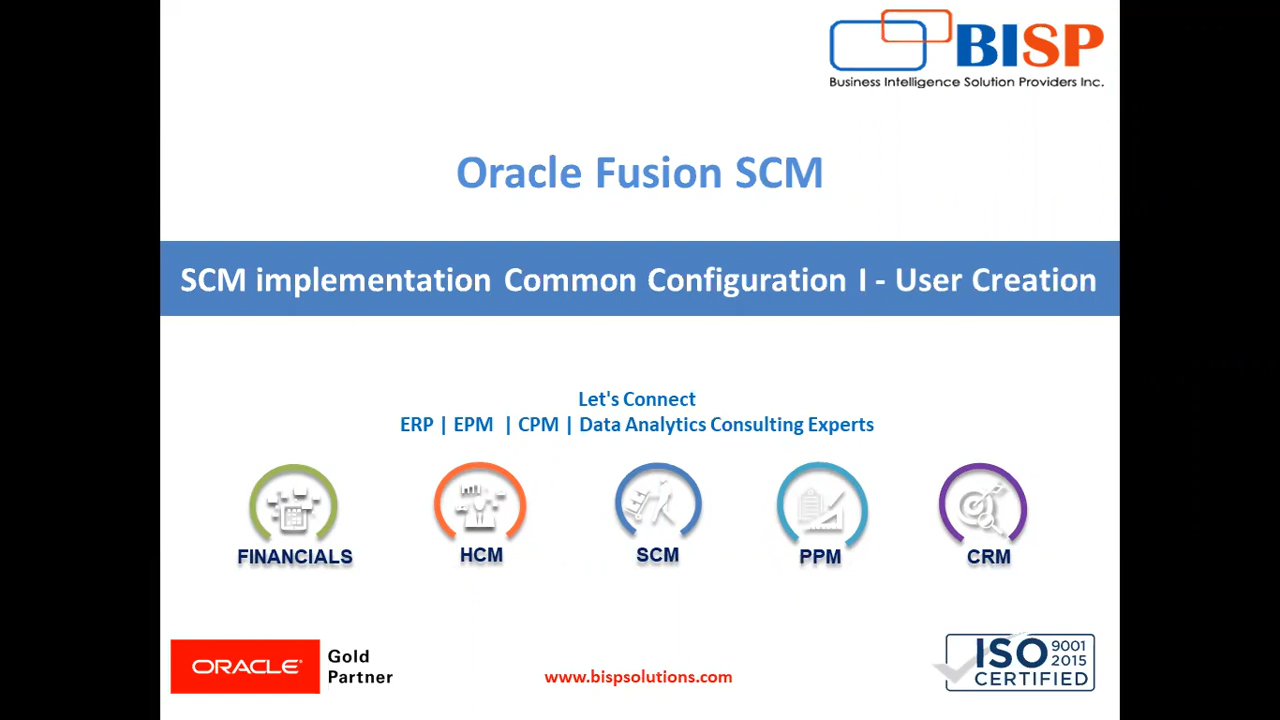 BISP
Business Intelligence Solution Providers Inc.
Oracle Fusion SCM
SCM implementation Common Configuration I - User Creation
Let's Connect
ERP | EPM | CPM | Data Analytics Consulting Experts
FINANCIALS
HCM
SCM
PPM
CRM
ORACLE
Gold
Partner
www.bispsolutions.com
ISO 9001
2015
CERTIFIED